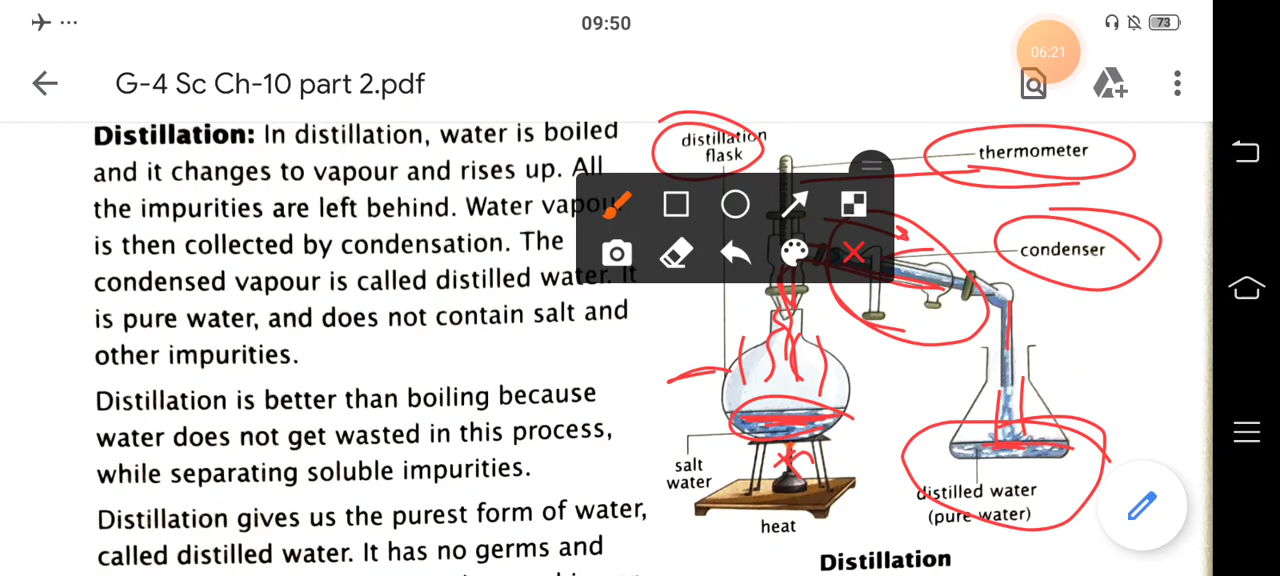 09:50
73
06:21
G-4 Sc Ch-10 part 2.pdf
Distillation: In distillation, water is boiled
and it changes to vapour and rises up. All
the impurities are left behind. Water vapour
is then collected by condensation. The
condensed vapour is called distilled water. It
is pure water, and does not contain salt and
other impurities.
Distillation is better than boiling because
water does not get wasted in this process,
while separating soluble impurities.
Distillation gives us the purest form of water,
called distilled water. It has no germs and
distillation
flask
thermometer
condenser
salt
water
heat
distilled water
(pure water)
Distillation